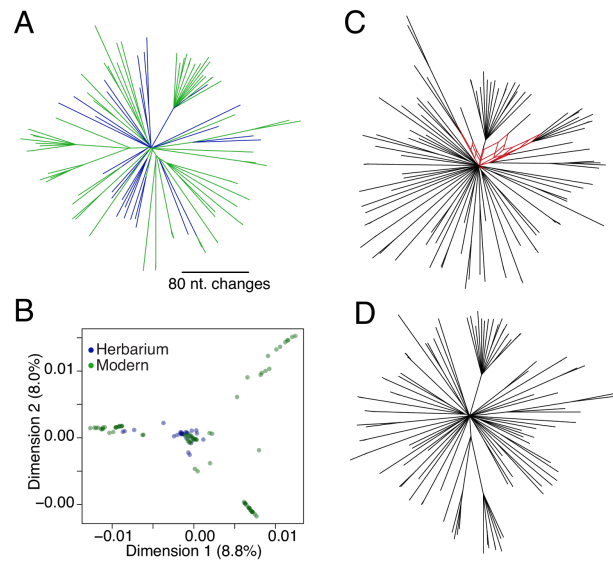 A
C
80 nt. changes
B
D
Herbarium
Modern
0.01
0.00
−0.00
Dimension 2 (8.0%)
−0.01
0.00
0.01
Dimension 1 (8.8%)